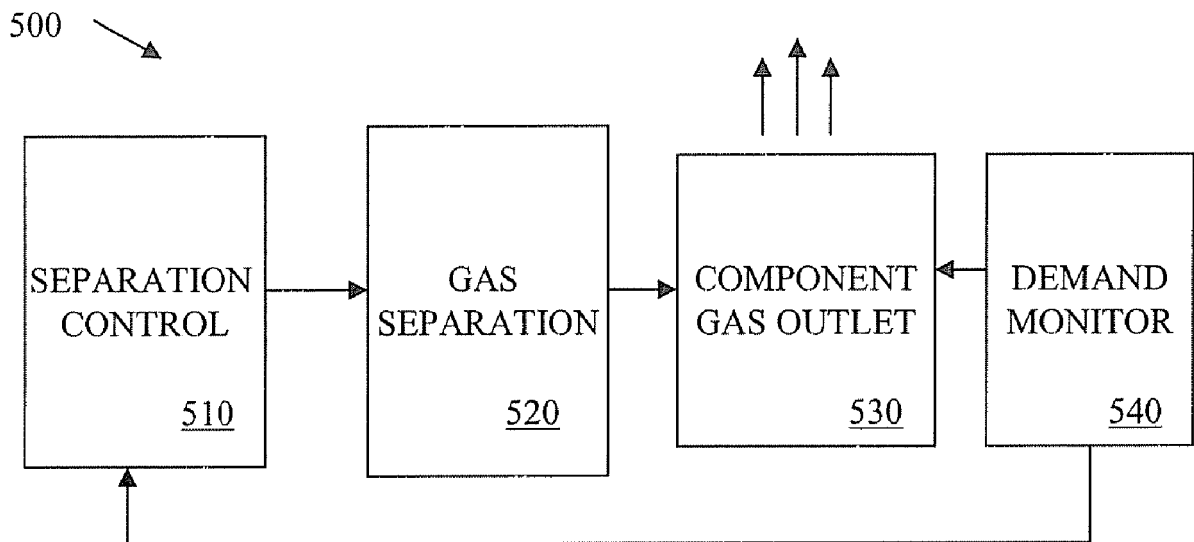 500
SEPARATION
CONTROL
510
GAS
SEPARATION
520
COMPONENT
GAS OUTLET
530
DEMAND
MONITOR
540